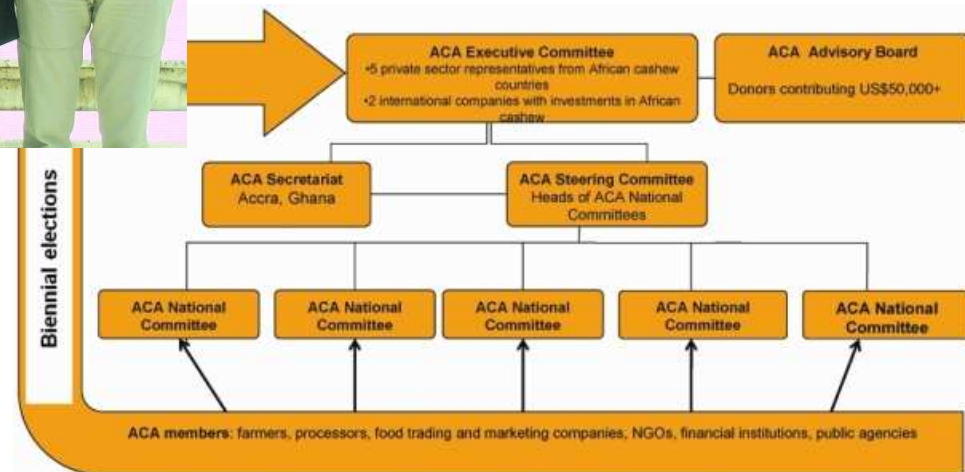 ACA Executive Committee
•5 private sector representatives from African cashew
countries
•2 international companies with investments in African
cashew
ACA Advisory Board
Donors contributing US$50,000+
ACA Secretariat
Accra, Ghana
ACA Steering Committee
Heads of ACA National
Committees
Biennial elections
ACA National
Committee
ACA National
Committee
ACA National
Committee
ACA National
Committee
ACA National
Committee
ACA members: farmers, processors, food trading and marketing companies, NGOs, financial institutions, public agencies